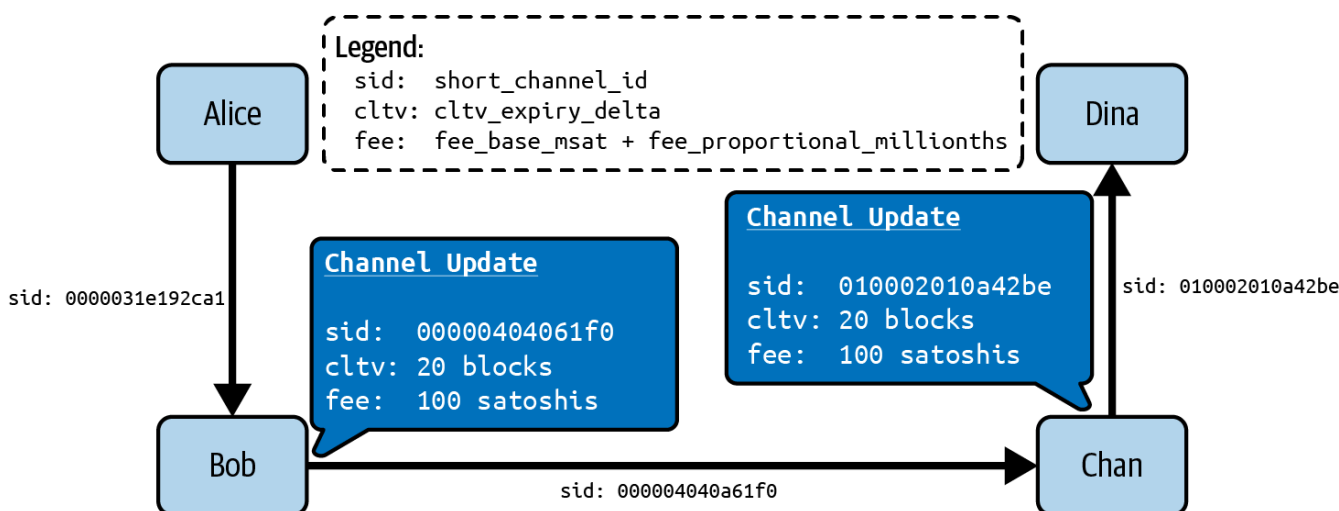 Legend:
sid: short_channel_id
cltv: cltv_expiry_delta
fee: fee_base_msat + fee_proportional_millionths
Alice
Dina
Channel Update
sid: 010002010a42be
cltv: 20 blocks
fee: 100 satoshis
Channel Update
sid: 00000404061f0
cltv: 20 blocks
fee: 100 satoshis
sid: 0000031e192ca1
sid: 010002010a42be
Bob
Chan
sid: 000004040a61f0